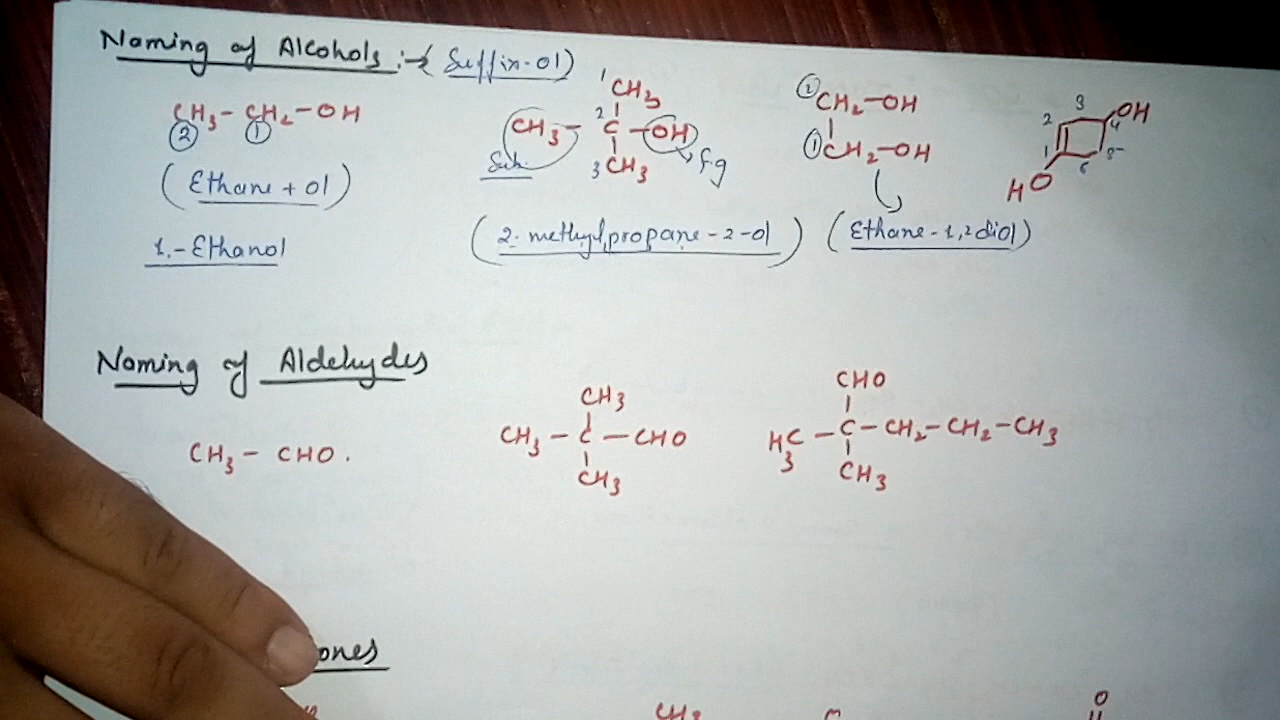 Naming of Alcohols :→ (Suffix-ol)
CH3 - CH2 - OH
2 1
(Ethane + ol)
1.- Ethanol
1 CH3
CH3 - 2 C - OH
Sub. 3 CH3 f.g
(2-methylpropane-2-ol)
2 CH2-OH
1 CH2-OH
(Ethane-1,2 diol)
3
2 4 OH
1 6 5
HO
Naming of Aldehydes
CH3 - CHO.
CH3
CH3 - C - CHO
CH3
CHO
H3C - C - CH2 - CH2 - CH3
CH3
ones
CH3
O